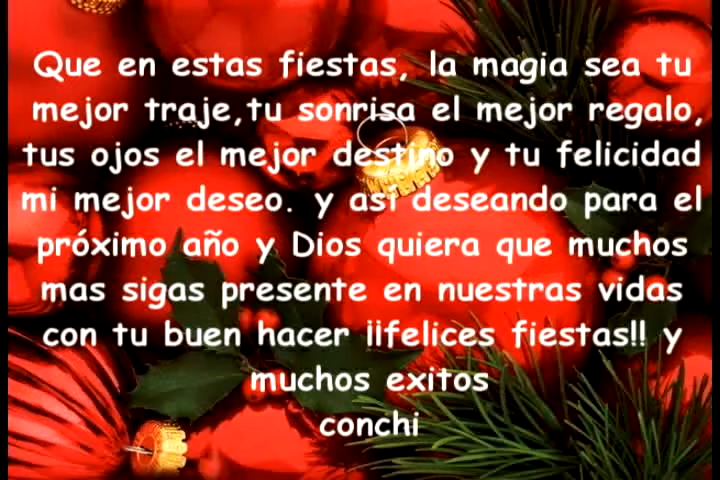 Que en estas fiestas, la magia sea tu
mejor traje,tu sonrisa el mejor regalo,
tus ojos el mejor destino y tu felicidad
mi mejor deseo. y así deseando para el
próximo año y Dios quiera que muchos
mas sigas presente en nuestras vidas
con tu buen hacer ¡¡felices fiestas!! y
muchos exitos
conchi